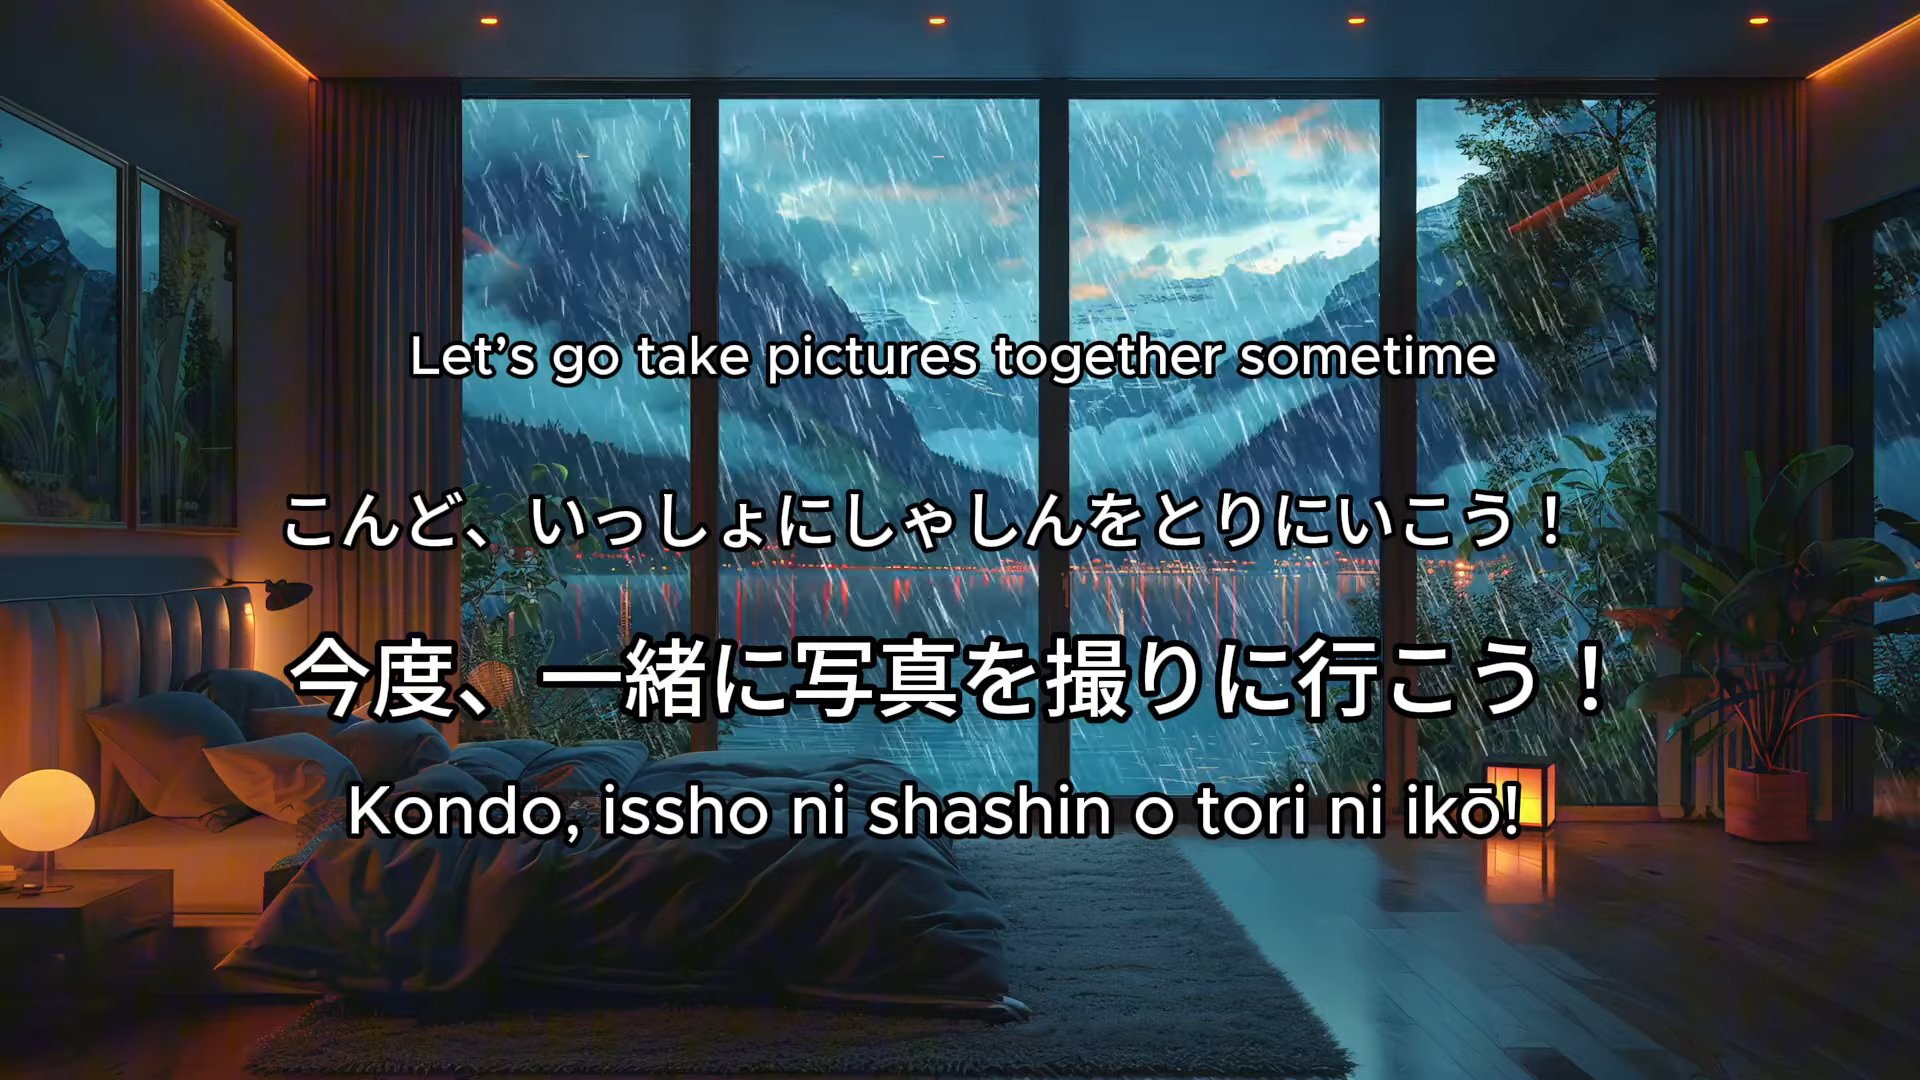 Let’s go take pictures together sometime
こんど、いっしょにしゃしんをとりにいこう！
今度、一緒に写真を撮りに行こう！
Kondo, issho ni shashin o tori ni ikō!